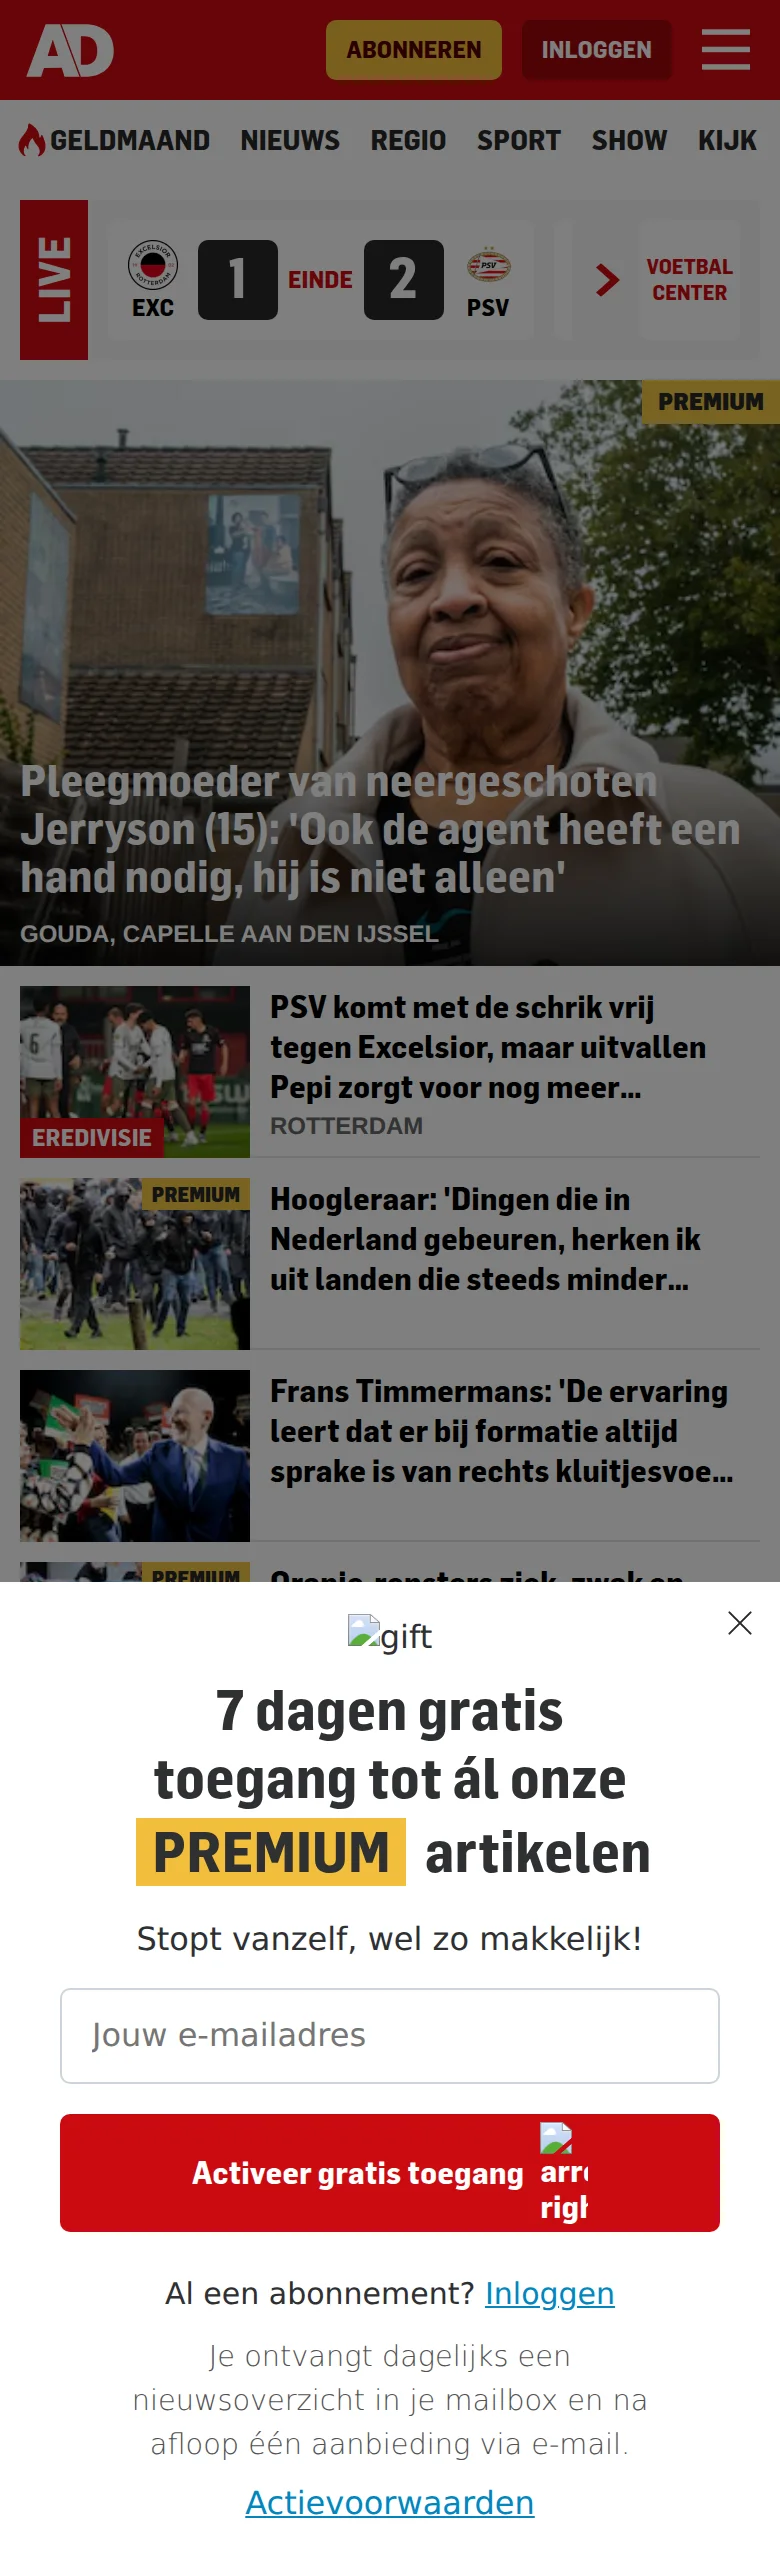 AD
ABONNEREN
INLOGGEN
GELDMAAND NIEUWS REGIO SPORT SHOW KIJK
LIVE
EXCELSIOR
ROTTERDAM
EXC
1
EINDE
2
PSV
PSV
VOETBAL
CENTER
PREMIUM
Pleegmoeder van neergeschoten
Jerryson (15): 'Ook de agent heeft een
hand nodig, hij is niet alleen'
GOUDA, CAPELLE AAN DEN IJSSEL
EREDIVISIE
PSV komt met de schrik vrij
tegen Excelsior, maar uitvallen
Pepi zorgt voor nog meer...
ROTTERDAM
PREMIUM
Hoogleraar: 'Dingen die in
Nederland gebeuren, herken ik
uit landen die steeds minder...
Frans Timmermans: 'De ervaring
leert dat er bij formatie altijd
sprake is van rechts kluitjesvoe...
PREMIUM
gift
7 dagen gratis
toegang tot ál onze
PREMIUM artikelen
Stopt vanzelf, wel zo makkelijk!
Jouw e-mailadres
Activeer gratis toegang
Al een abonnement? Inloggen
Je ontvangt dagelijks een
nieuwsoverzicht in je mailbox en na
afloop één aanbieding via e-mail.
Actievoorwaarden